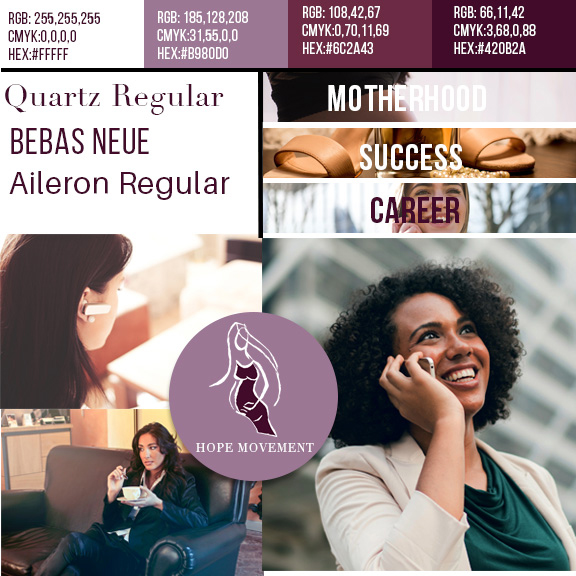 RGB: 255,255,255
CMYK:0,0,0,0
HEX:#FFFFF
RGB: 185,128,208
CMYK:31,55,0,0
HEX:#B980D0
RGB: 108,42,67
CMYK:0,70,11,69
HEX:#6C2A43
RGB: 66,11,42
CMYK:3,68,0,88
HEX:#420B2A
Quartz Regular
BEBAS NEUE
Aileron Regular
MOTHERHOOD
SUCCESS
CAREER
HOPE MOVEMENT